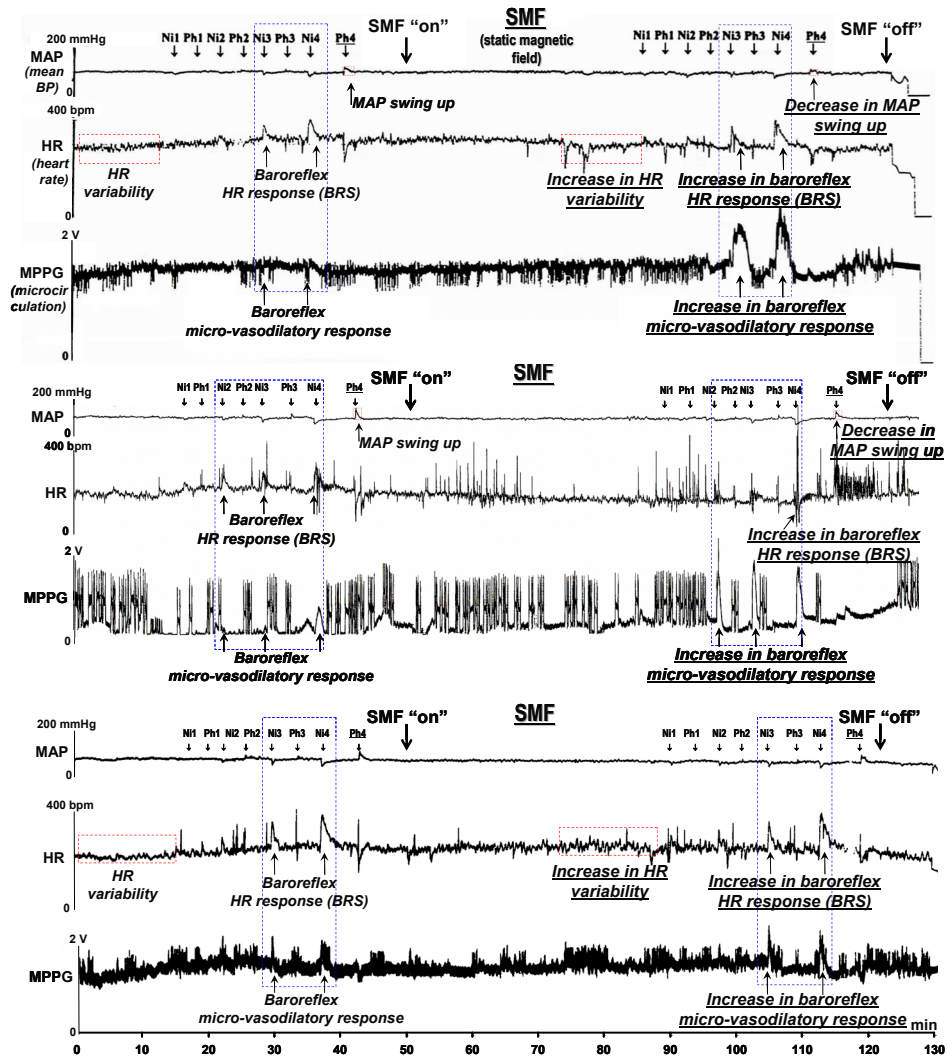 SMF
(static magnetic
field)
SMF “on”
SMF “off”
200 mmHg
Ni1 Ph1 Ni2 Ph2 Ni3 Ph3 Ni4 Ph4
Ni1 Ph1 Ni2 Ph2 Ni3 Ph3 Ni4 Ph4
MAP
(mean
BP)
0
MAP swing up
Decrease in MAP
swing up
400 bpm
HR
(heart
rate)
HR
variability
Baroreflex
HR response (BRS)
Increase in HR
variability
Increase in baroreflex
HR response (BRS)
0
2 V
MPPG
(microcir
culation)
Baroreflex
micro-vasodilatory response
Increase in baroreflex
micro-vasodilatory response
0
SMF “on”
SMF
SMF “off”
200 mmHg
Ni1 Ph1 Ni2 Ph2 Ni3 Ph3 Ni4 Ph4
Ni1 Ph1 Ni2 Ph2 Ni3 Ph3 Ni4 Ph4
MAP
0
MAP swing up
Decrease in
MAP swing up
400 bpm
HR
Baroreflex
HR response (BRS)
Increase in baroreflex
HR response (BRS)
0
2 V
MPPG
0
Baroreflex
micro-vasodilatory response
Increase in baroreflex
micro-vasodilatory response
SMF “on”
SMF
SMF “off”
200 mmHg
Ni1 Ph1 Ni2 Ph2 Ni3 Ph3 Ni4 Ph4
Ni1 Ph1 Ni2 Ph2 Ni3 Ph3 Ni4 Ph4
MAP
0
400 bpm
HR
HR
variability
Baroreflex
HR response (BRS)
Increase in HR
variability
Increase in baroreflex
HR response (BRS)
0
2 V
MPPG
Baroreflex
micro-vasodilatory response
Increase in baroreflex
micro-vasodilatory response
0
min
0 10 20 30 40 50 60 70 80 90 100 110 120 130